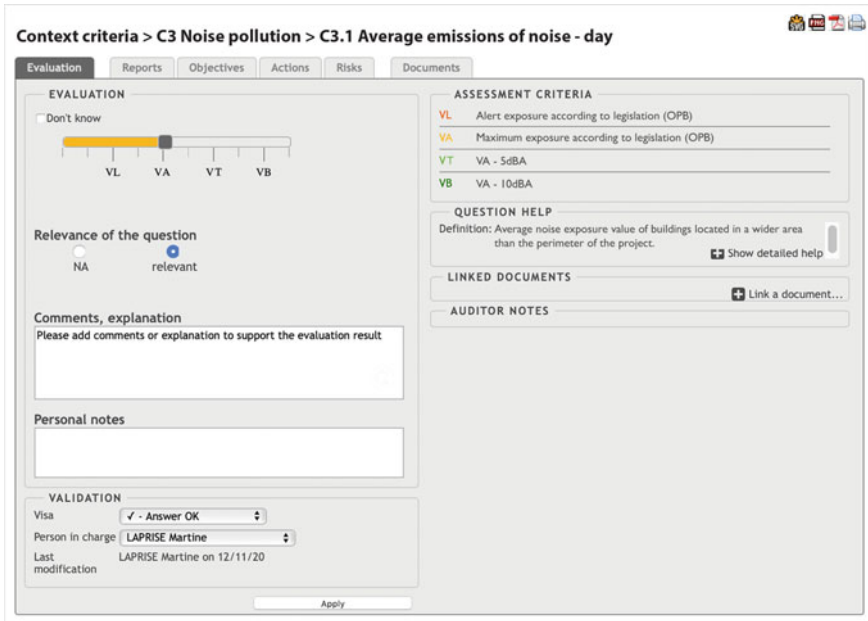 Context criteria > C3 Noise pollution > C3.1 Average emissions of noise - day
Evaluation
Reports
Objectives
Actions
Risks
Documents
EVALUATION
Don't know
VL VA VT VB
Relevance of the question
NA relevant
Comments, explanation
Please add comments or explanation to support the evaluation result
Personal notes
VALIDATION
Visa ✓ - Answer OK
Person in charge LAPRISE Martine
Last LAPRISE Martine on 12/11/20
modification
Apply
ASSESSMENT CRITERIA
VL Alert exposure according to legislation (OPB)
VA Maximum exposure according to legislation (OPB)
VT VA - 5dBA
VB VA - 10dBA
QUESTION HELP
Definition: Average noise exposure value of buildings located in a wider area
than the perimeter of the project.
Show detailed help
LINKED DOCUMENTS
Link a document...
AUDITOR NOTES